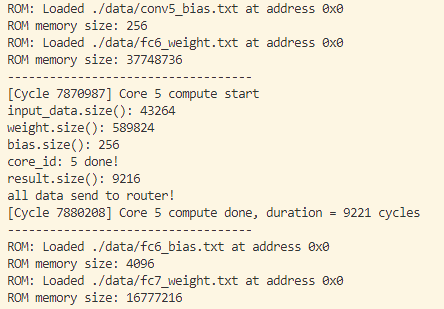 ROM: Loaded ./data/conv5_bias.txt at address 0x0
ROM memory size: 256
ROM: Loaded ./data/fc6_weight.txt at address 0x0
ROM memory size: 37748736
-----------------------------------
[Cycle 7870987] Core 5 compute start
input_data.size(): 43264
weight.size(): 589824
bias.size(): 256
core_id: 5 done!
result.size(): 9216
all data send to router!
[Cycle 7880208] Core 5 compute done, duration = 9221 cycles
-----------------------------------
ROM: Loaded ./data/fc6_bias.txt at address 0x0
ROM memory size: 4096
ROM: Loaded ./data/fc7_weight.txt at address 0x0
ROM memory size: 16777216